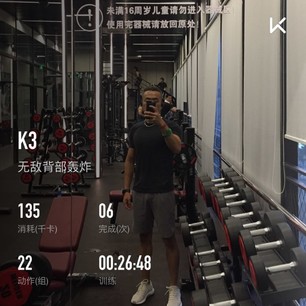 未满16周岁儿童请勿进入器械区
使用完器械请放回原处！
K3
无敌背部轰炸
135
06
消耗(千卡)
完成(次)
22
00:26:48
动作(组)
训练